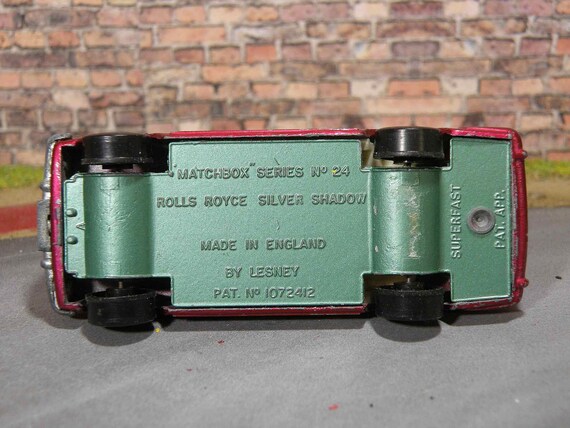 "MATCHBOX" SERIES Nº 24
ROLLS ROYCE SILVER SHADOW
MADE IN ENGLAND
BY LESNEY
PAT. Nº 1072412
SUPERFAST
PAT. APP.